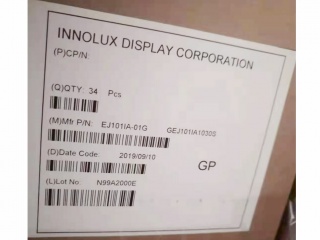 INNOLUX DISPLAY CORPORATION
(P)CP/N:
(Q)QTY: 34 Pcs
(M)Mfr P/N: EJ101IA-01G GEJ101IA1030S
(D)Date Code: 2019/09/10
GP
(L)Lot No: N99A2000E